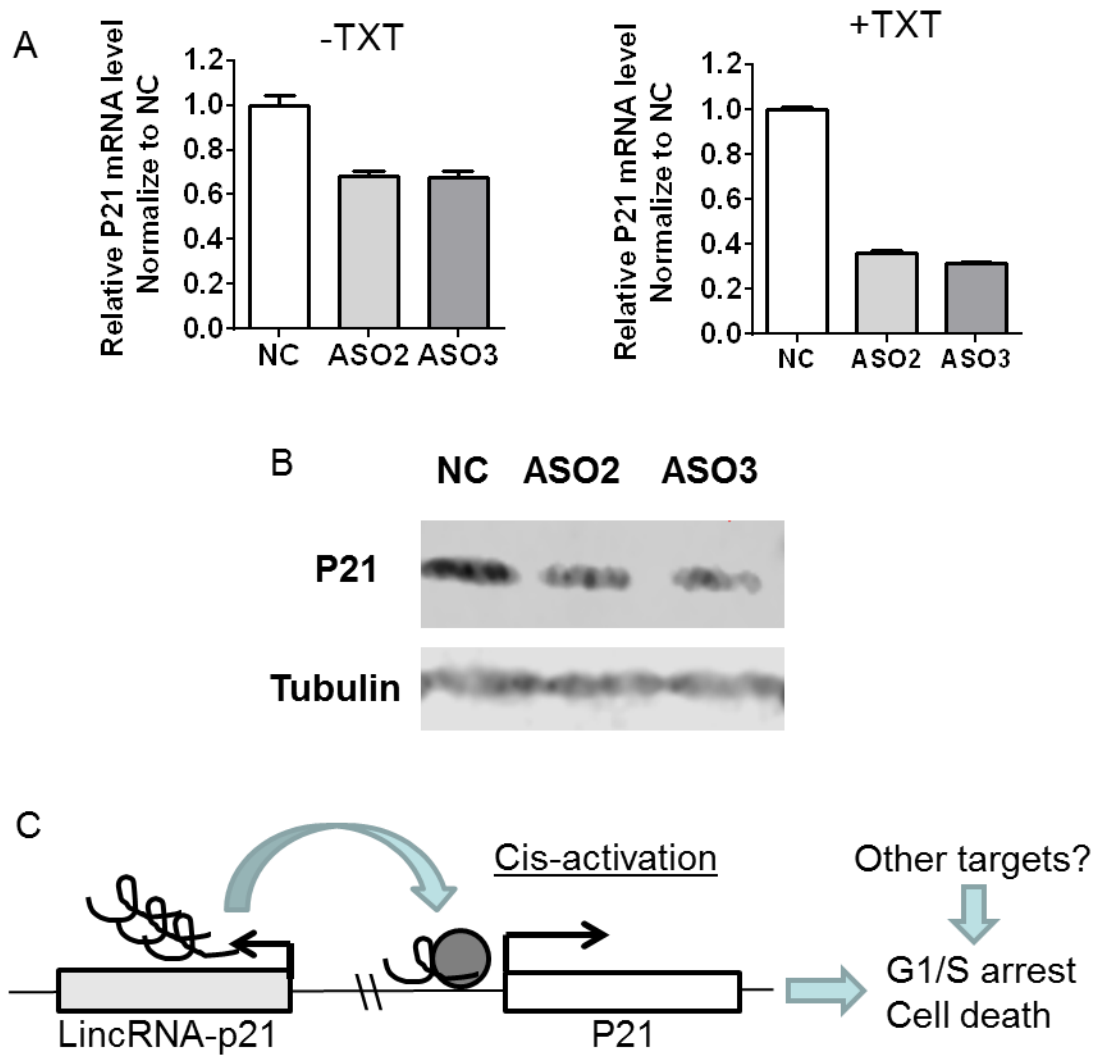 A
-TXT
Relative P21 mRNA level
Normalize to NC
1.2
1.0
0.8
0.6
0.4
0.2
0.0
NC ASO2 ASO3
+TXT
Relative P21 mRNA level
Normalize to NC
1.2
1.0
0.8
0.6
0.4
0.2
0.0
NC ASO2 ASO3
B
NC ASO2 ASO3
P21
Tubulin
C
Cis-activation
Other targets?
G1/S arrest
Cell death
LincRNA-p21
P21